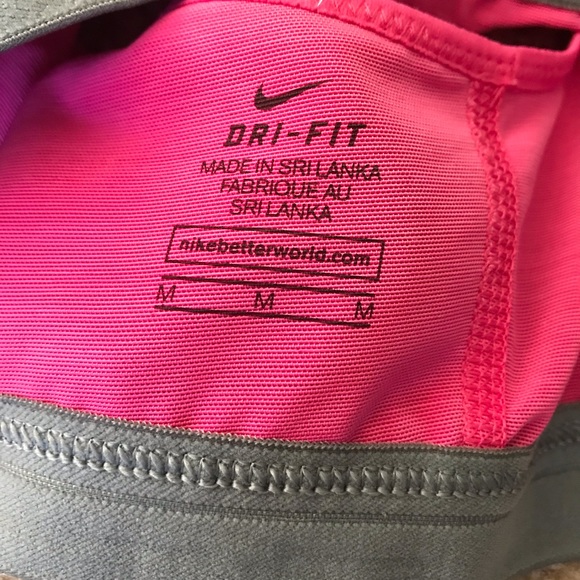 DRI-FIT
MADE IN SRI LANKA
FABRIQUE AU
SRI LANKA
nikebetterworld.com
M M M